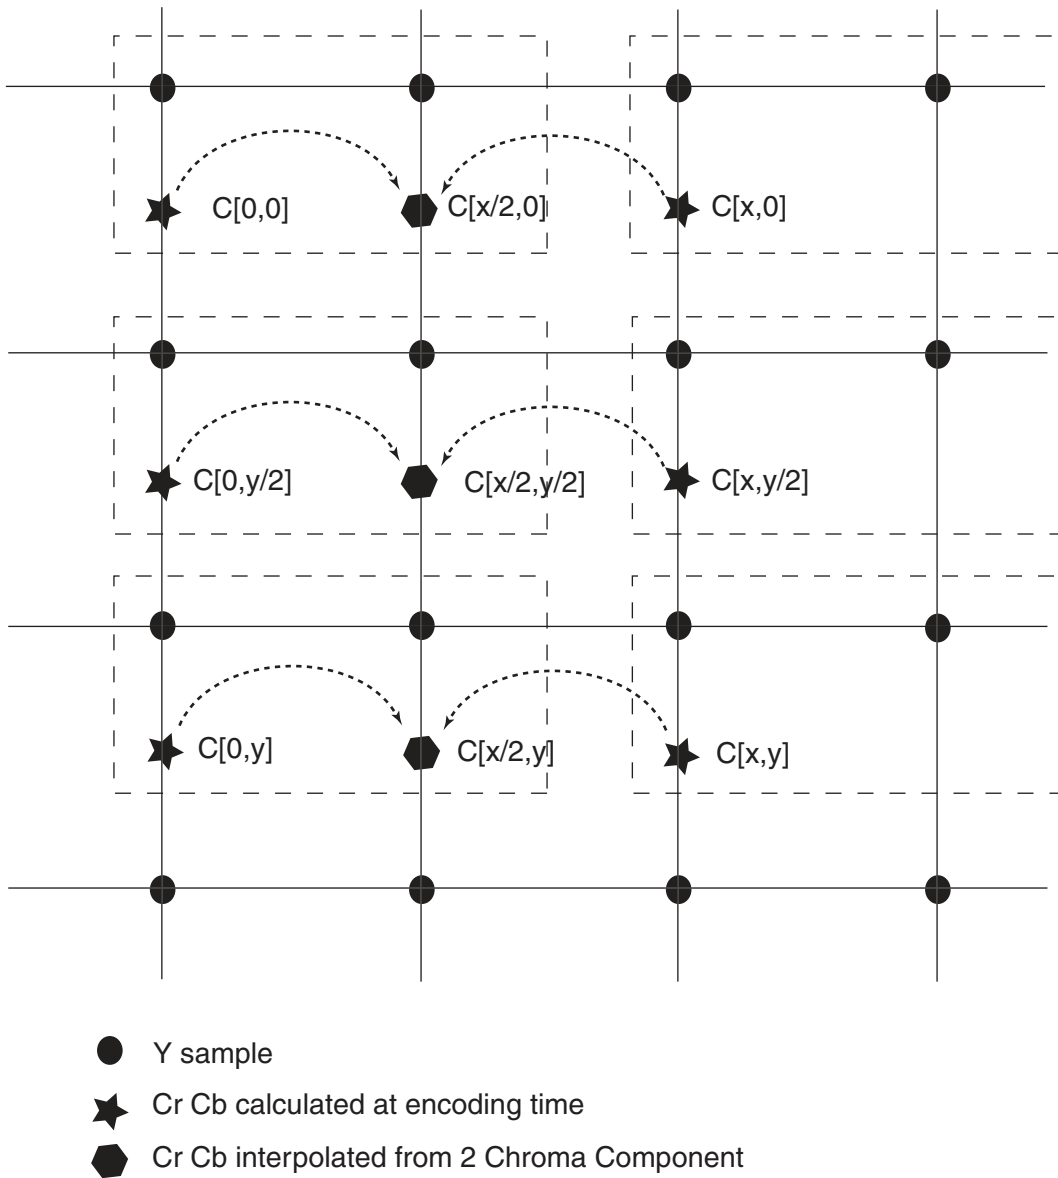 C[0,0] C[x/2,0] C[x,0]
C[0,y/2] C[x/2,y/2] C[x,y/2]
C[0,y] C[x/2,y] C[x,y]
Y sample
Cr Cb calculated at encoding time
Cr Cb interpolated from 2 Chroma Component